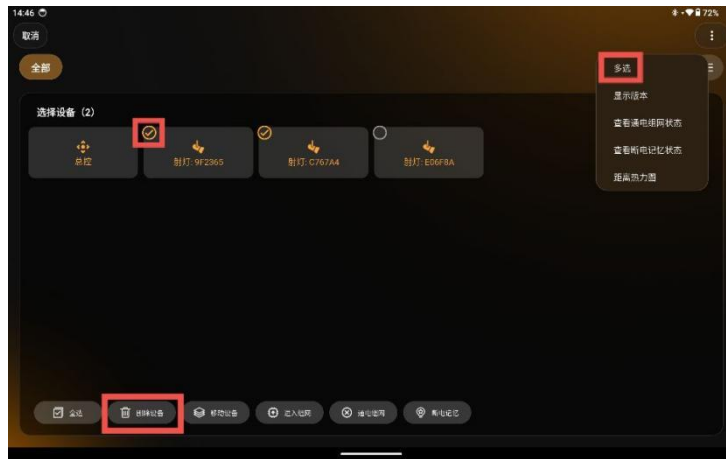 14:46
72%
取消
全部
多选
显示版本
查看通电组网状态
查看断电记忆状态
距离热力图
选择设备（2）
总控
射灯: 9F2365
射灯: C767A4
射灯: E06F8A
全选
删除设备
移动设备
进入组网
通电组网
断电记忆